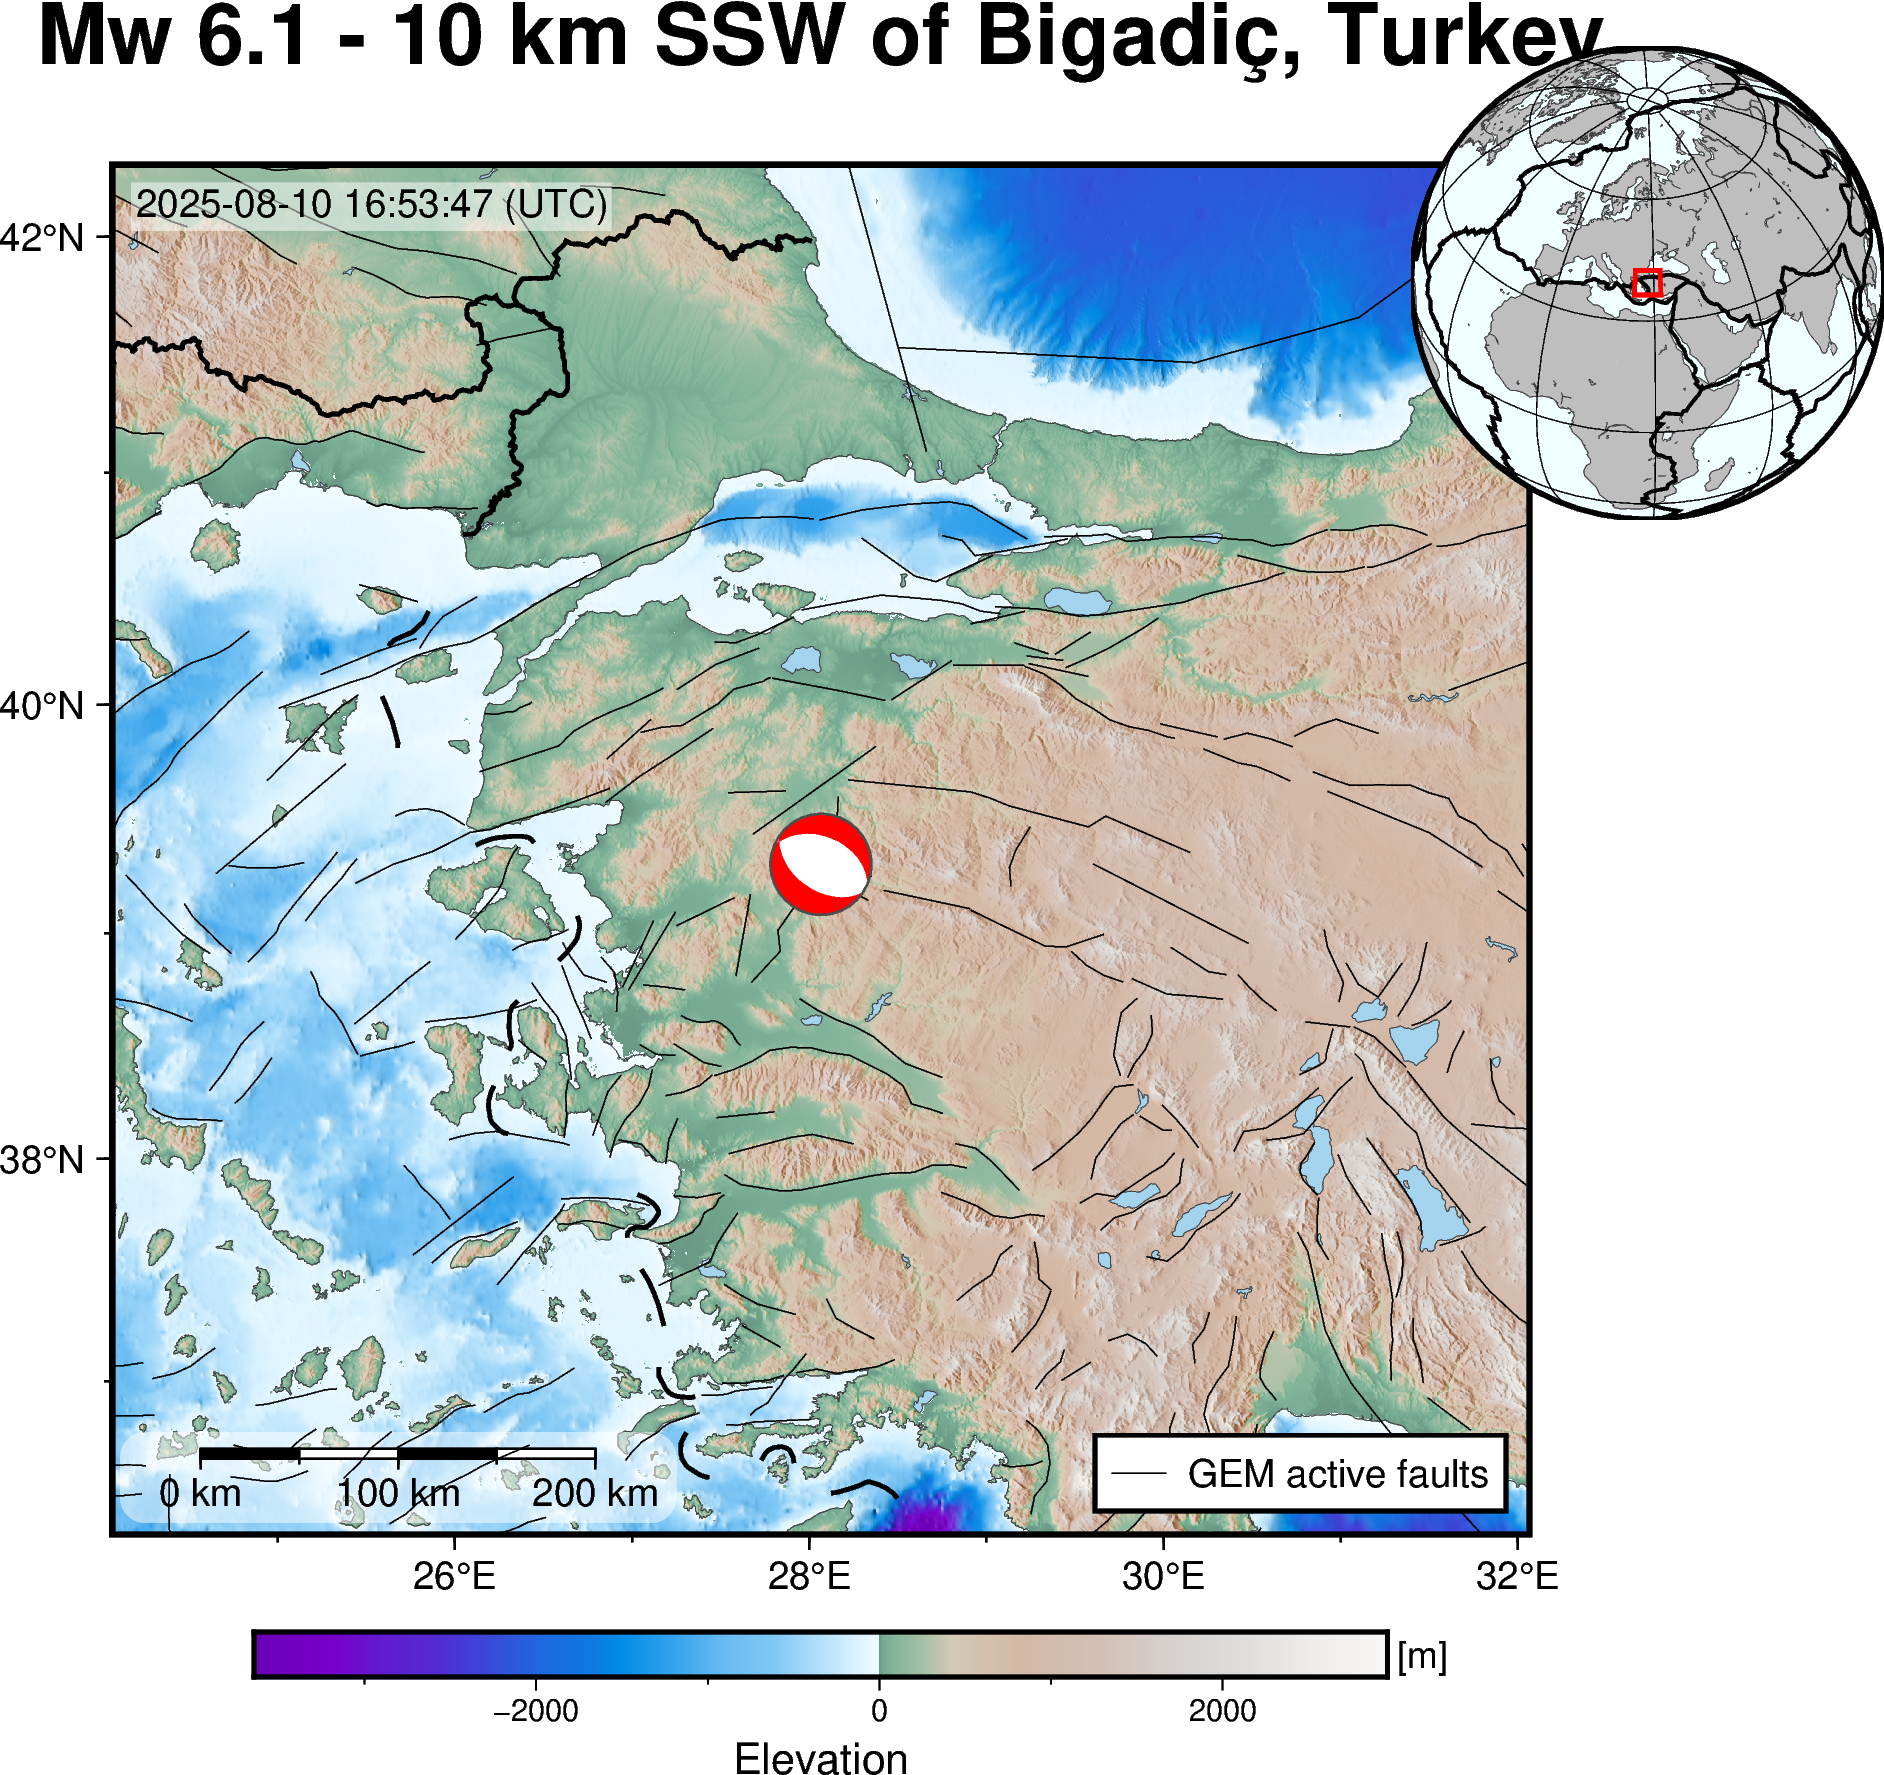 Mw 6.1 - 10 km SSW of Bigadiç, Turkey
2025-08-10 16:53:47 (UTC)
42°N
40°N
38°N
0 km 100 km 200 km
GEM active faults
26°E 28°E 30°E 32°E
[m]
−2000 0 2000
Elevation